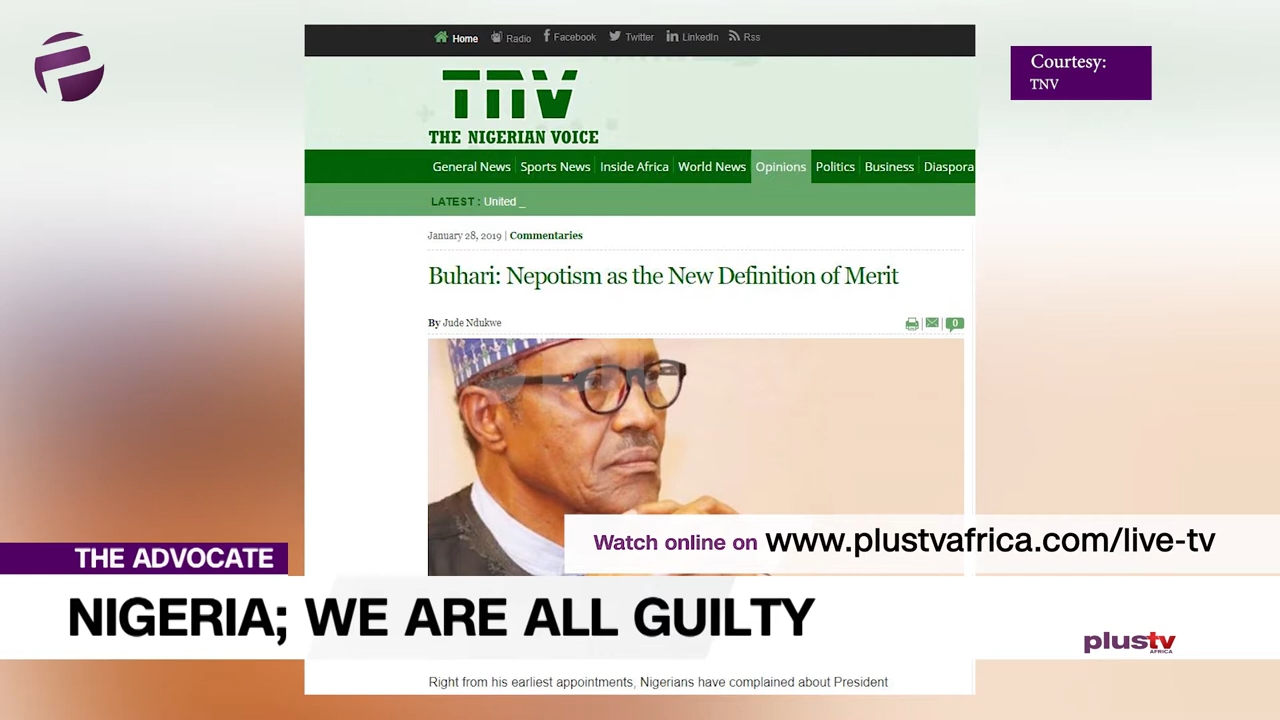 Home Radio Facebook Twitter LinkedIn Rss
Courtesy:
TNV
TNV
THE NIGERIAN VOICE
General News Sports News Inside Africa World News Opinions Politics Business Diaspora
LATEST : United _
January 28, 2019 | Commentaries
Buhari: Nepotism as the New Definition of Merit
By Jude Ndukwe
0
Watch online on www.plustvafrica.com/live-tv
THE ADVOCATE
NIGERIA; WE ARE ALL GUILTY
plustv
AFRICA
Right from his earliest appointments, Nigerians have complained about President